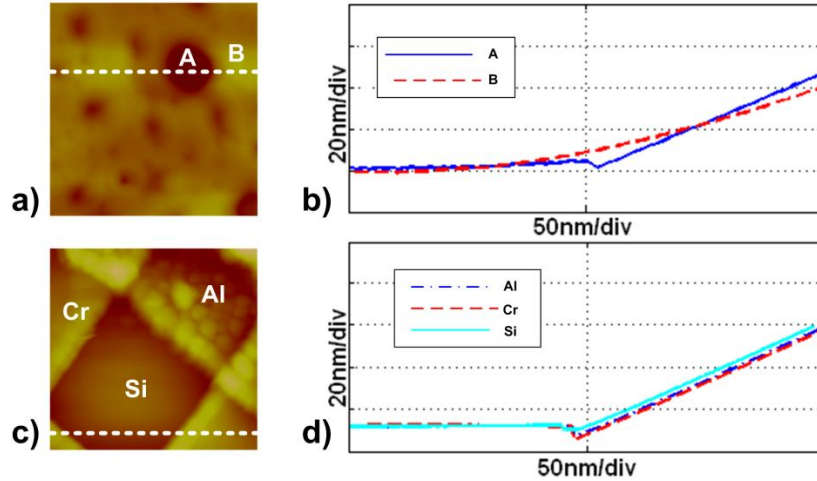 A
B
a)
A
B
20nm/div
50nm/div
b)
Cr
Al
Si
c)
Al
Cr
Si
20nm/div
50nm/div
d)